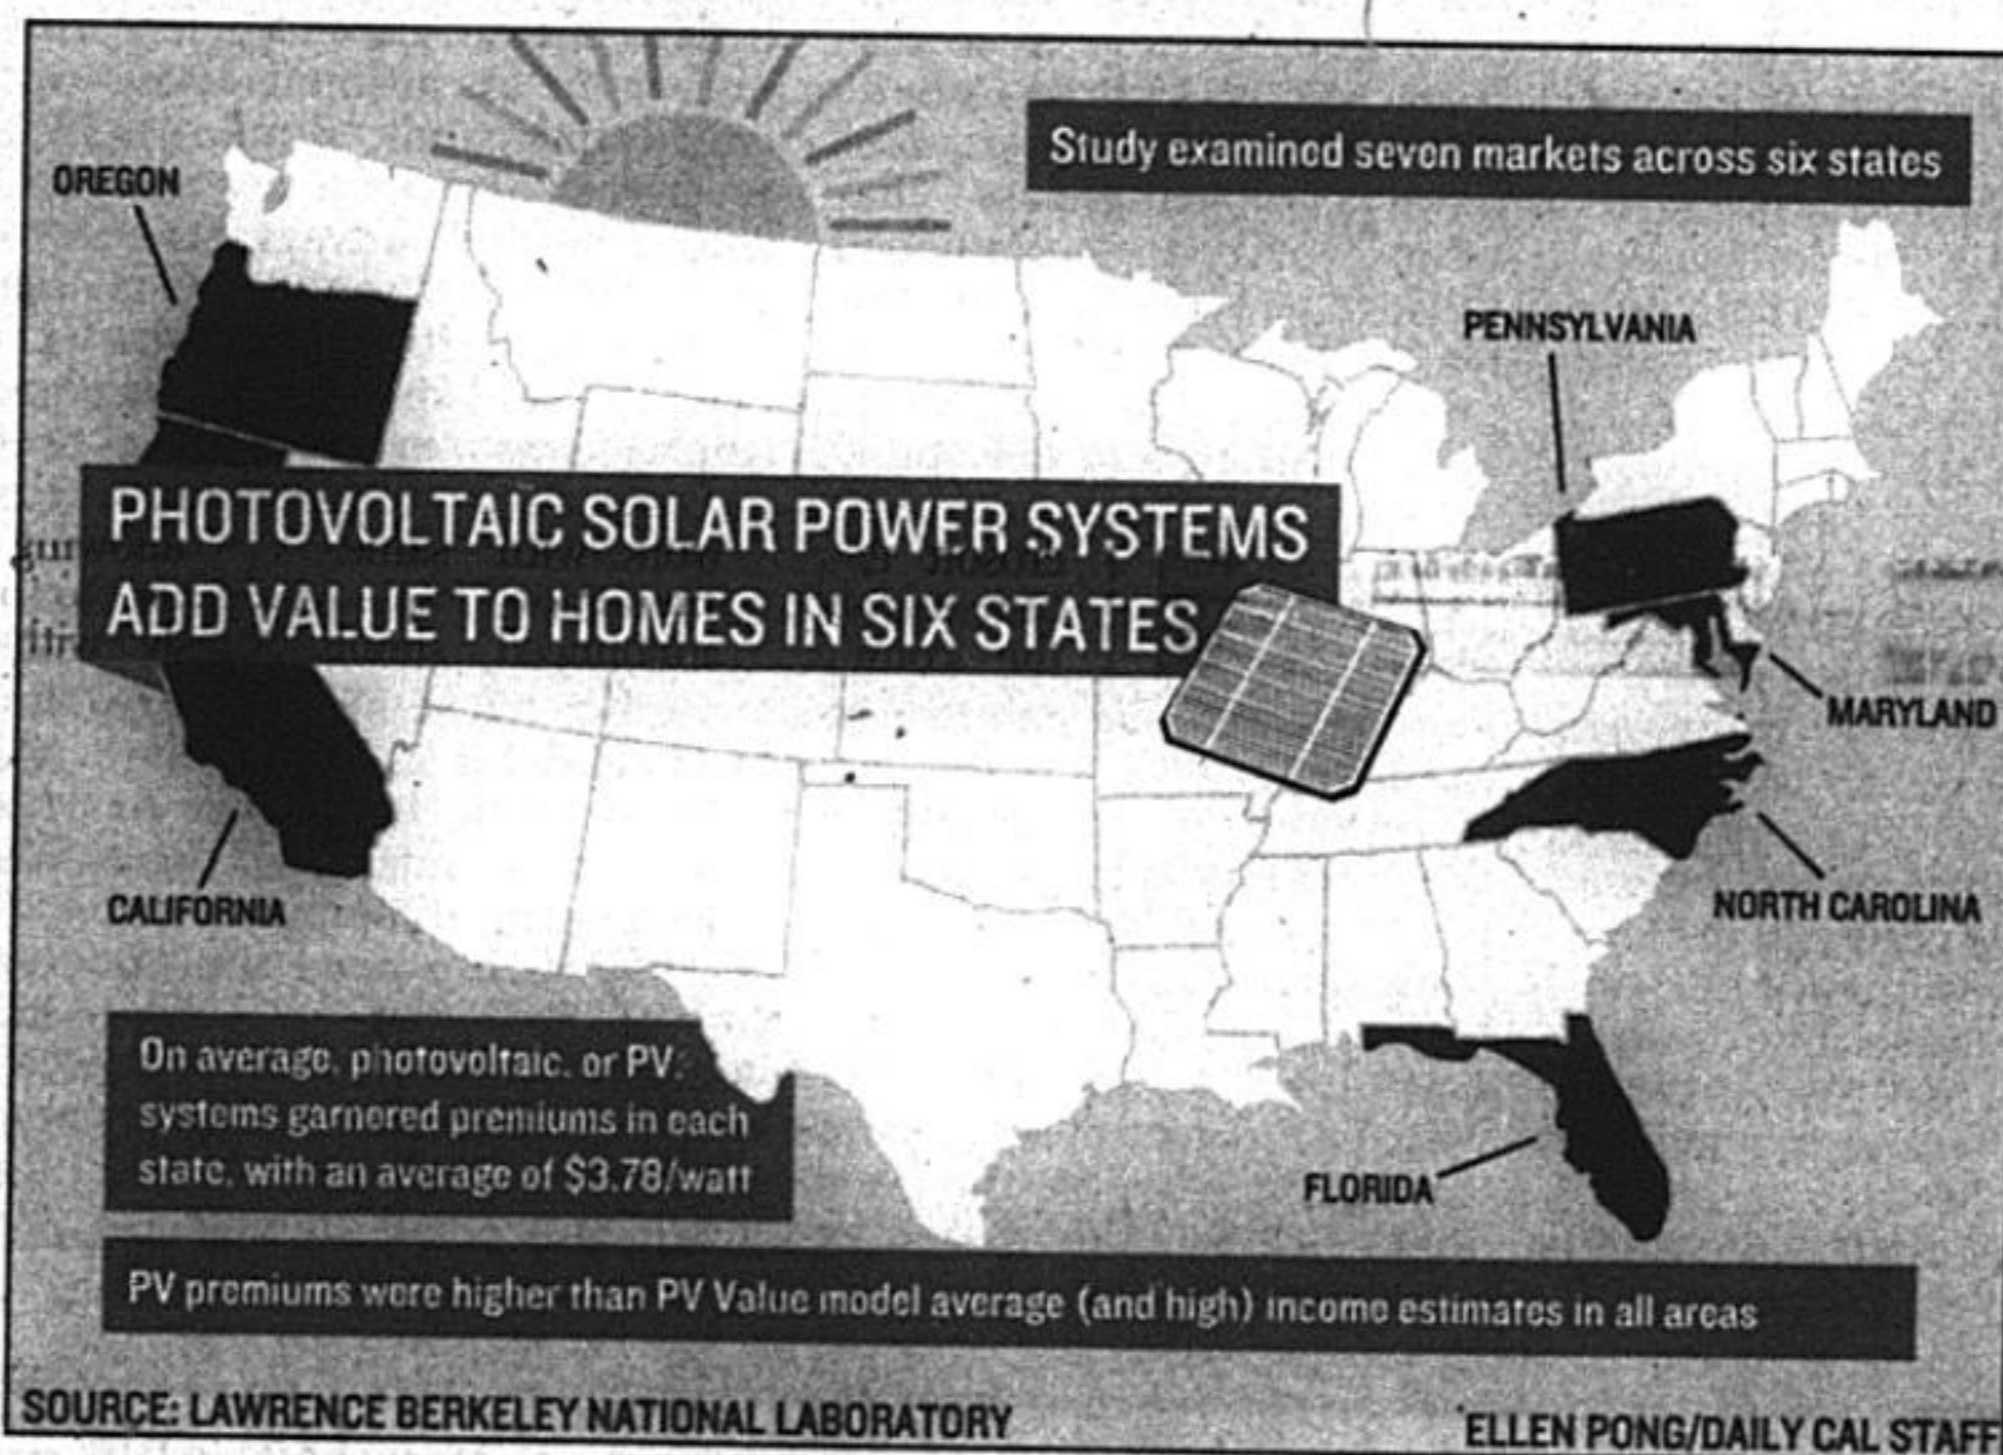 Study examined seven markets across six states
OREGON
PENNSYLVANIA
PHOTOVOLTAIC SOLAR POWER SYSTEMS
ADD VALUE TO HOMES IN SIX STATES
MARYLAND
CALIFORNIA
NORTH CAROLINA
On average, photovoltaic, or PV,
systems garnered premiums in each
state, with an average of $3.78/watt
FLORIDA
PV premiums were higher than PV Value model average (and high) income estimates in all areas
SOURCE: LAWRENCE BERKELEY NATIONAL LABORATORY
ELLEN PONG/DAILY CAL STAFF